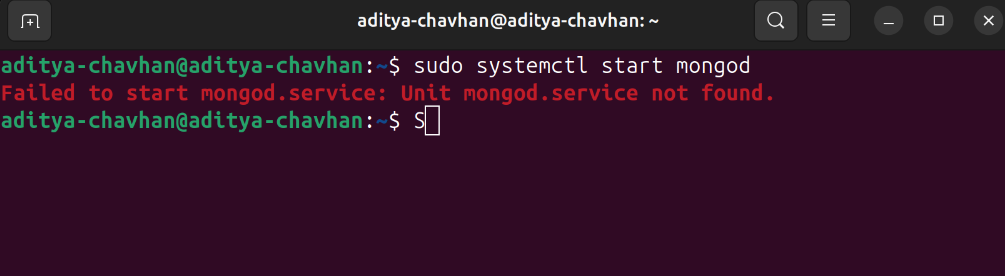 aditya-chavhan@aditya-chavhan: ~
aditya-chavhan@aditya-chavhan:~$ sudo systemctl start mongod
Failed to start mongod.service: Unit mongod.service not found.
aditya-chavhan@aditya-chavhan:~$ S